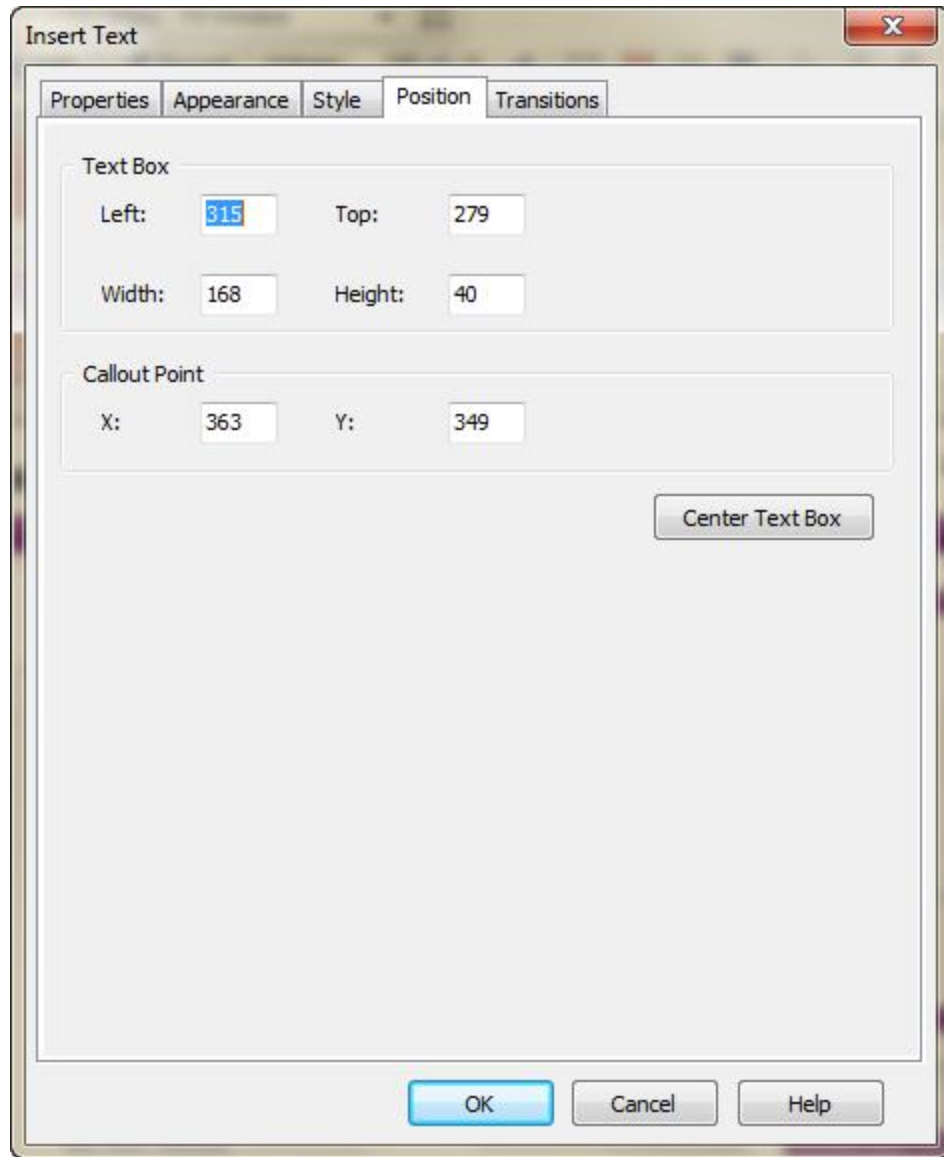 Insert Text
Properties Appearance Style Position Transitions
Text Box
Left: 315 Top: 279
Width: 168 Height: 40
Callout Point
X: 363 Y: 349
Center Text Box
OK Cancel Help